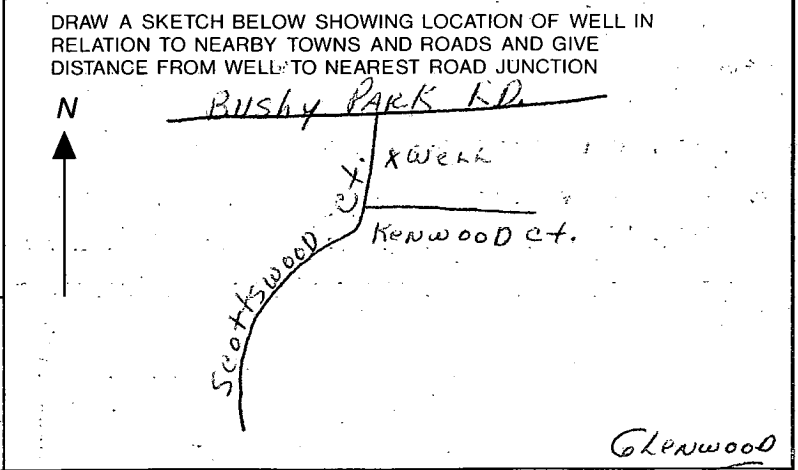 DRAW A SKETCH BELOW SHOWING LOCATION OF WELL IN
RELATION TO NEARBY TOWNS AND ROADS AND GIVE
DISTANCE FROM WELL TO NEAREST ROAD JUNCTION
N
BUShy PARK RD.
X WELL
Scottswood Ct.
KENWOOD Ct.
GLENWOOD